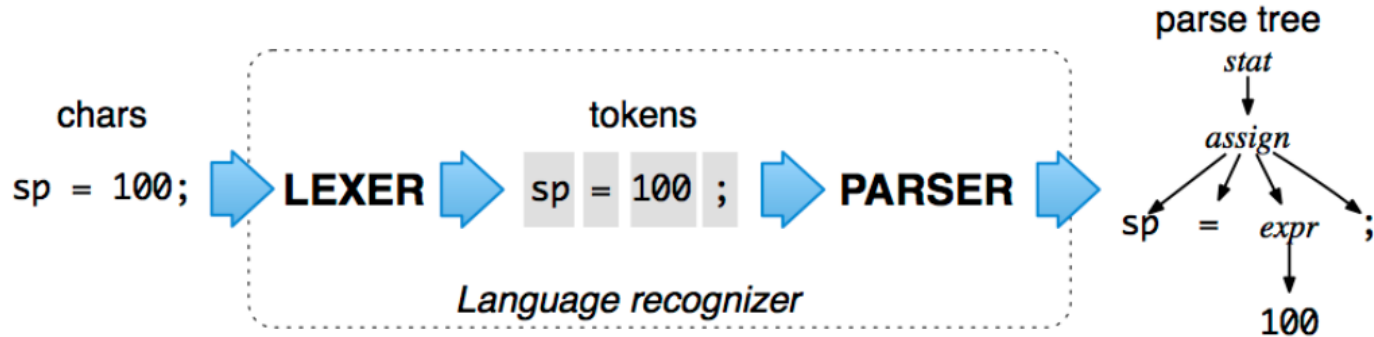 chars
sp = 100;
LEXER
tokens
sp = 100 ;
PARSER
Language recognizer
parse tree
stat
assign
sp = expr ;
100